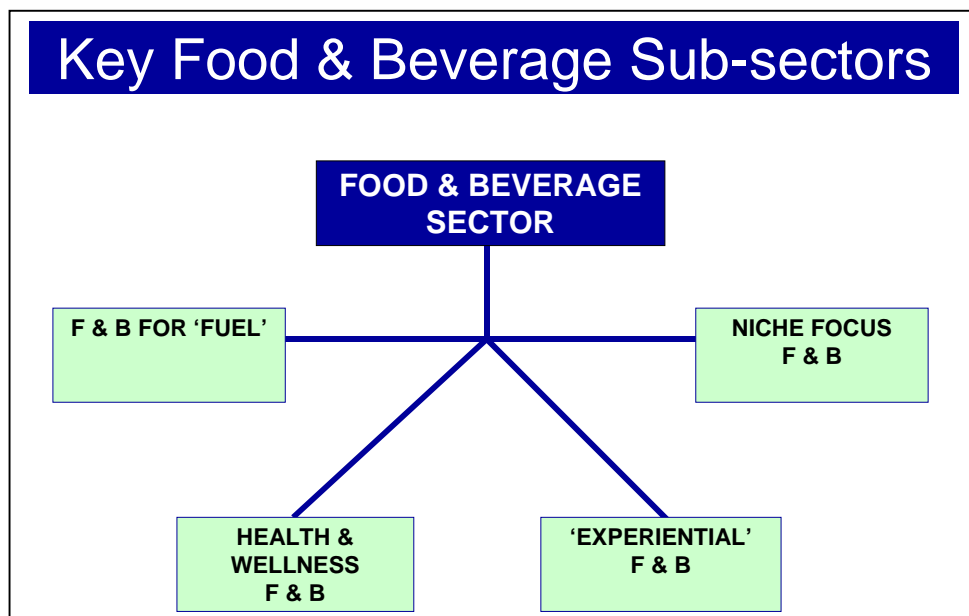 Key Food & Beverage Sub-sectors
FOOD & BEVERAGE
SECTOR
F & B FOR ‘FUEL’
NICHE FOCUS
F & B
HEALTH &
WELLNESS
F & B
‘EXPERIENTIAL’
F & B